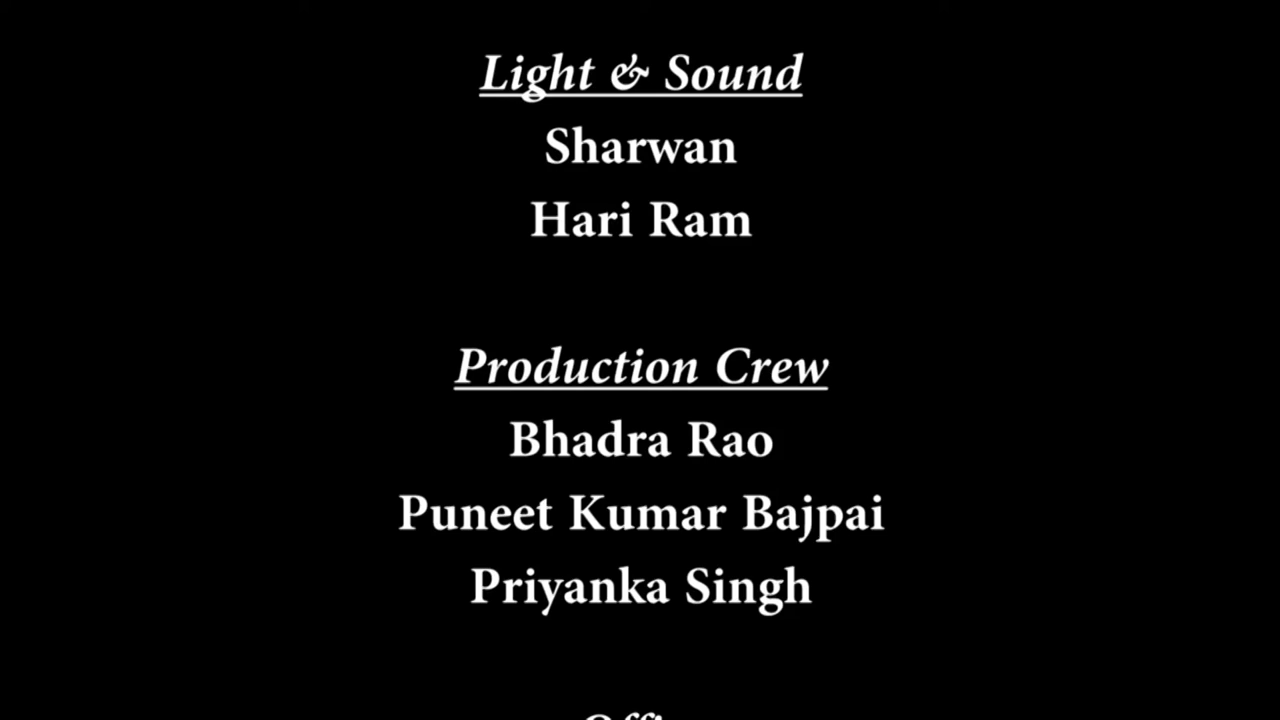 Light & Sound
Sharwan
Hari Ram
Production Crew
Bhadra Rao
Puneet Kumar Bajpai
Priyanka Singh